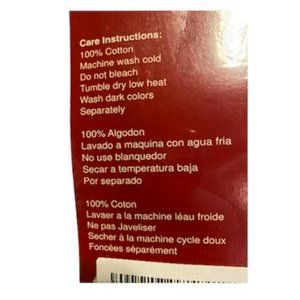 Care Instructions:
100% Cotton
Machine wash cold
Do not bleach
Tumble dry low heat
Wash dark colors
Separately
100% Algodon
Lavado a maquina con agua fria
No use blanquedor
Secar a temperatura baja
Por separado
100% Coton
Lavaer a la machine léau froide
Ne pas Javeliser
Secher à la machine cycle doux
Foncées séparément